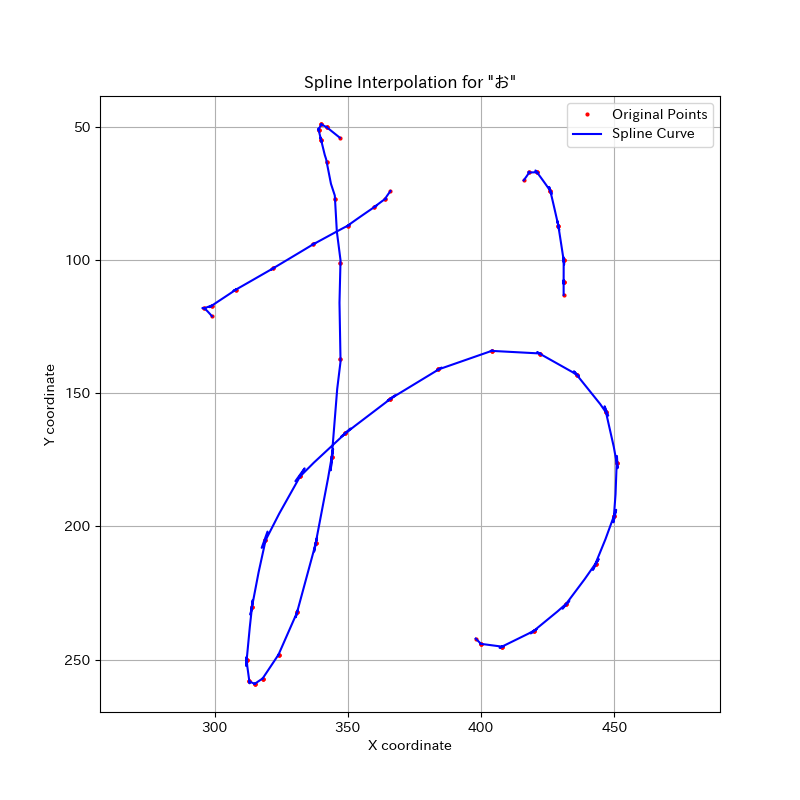 Spline Interpolation for "お"
Original Points
Spline Curve
50
100
150
200
250
Y coordinate
300
350
400
450
X coordinate
お